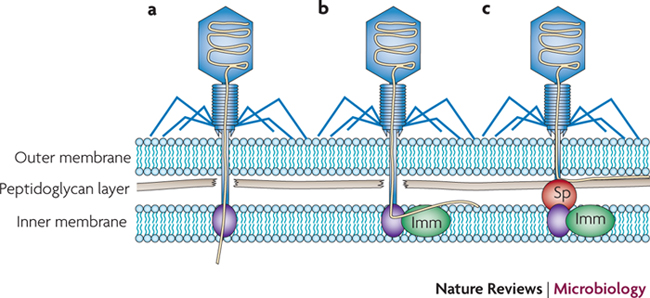 a
b
c
Outer membrane
Peptidoglycan layer
Sp
Inner membrane
Imm
Imm
Nature Reviews | Microbiology